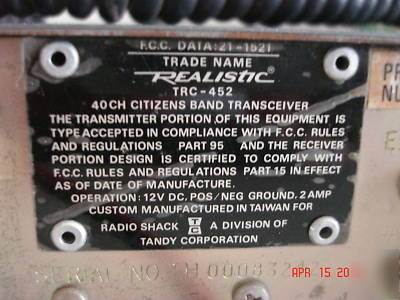 F.C.C. DATA:21-1521
TRADE NAME
REALISTIC
TRC-452
40CH CITIZENS BAND TRANSCEIVER
THE TRANSMITTER PORTION OF THIS EQUIPMENT IS
TYPE ACCEPTED IN COMPLIANCE WITH F.C.C. RULES
AND REGULATIONS PART 95 AND THE RECEIVER
PORTION DESIGN IS CERTIFIED TO COMPLY WITH
F.C.C. RULES AND REGULATIONS PART 15 IN EFFECT
AS OF DATE OF MANUFACTURE.
OPERATION: 12V DC. POS/NEG GROUND. 2 AMP
CUSTOM MANUFACTURED IN TAIWAN FOR
RADIO SHACK TC A DIVISION OF
TANDY CORPORATION
SERIAL NO.
APR 15 20